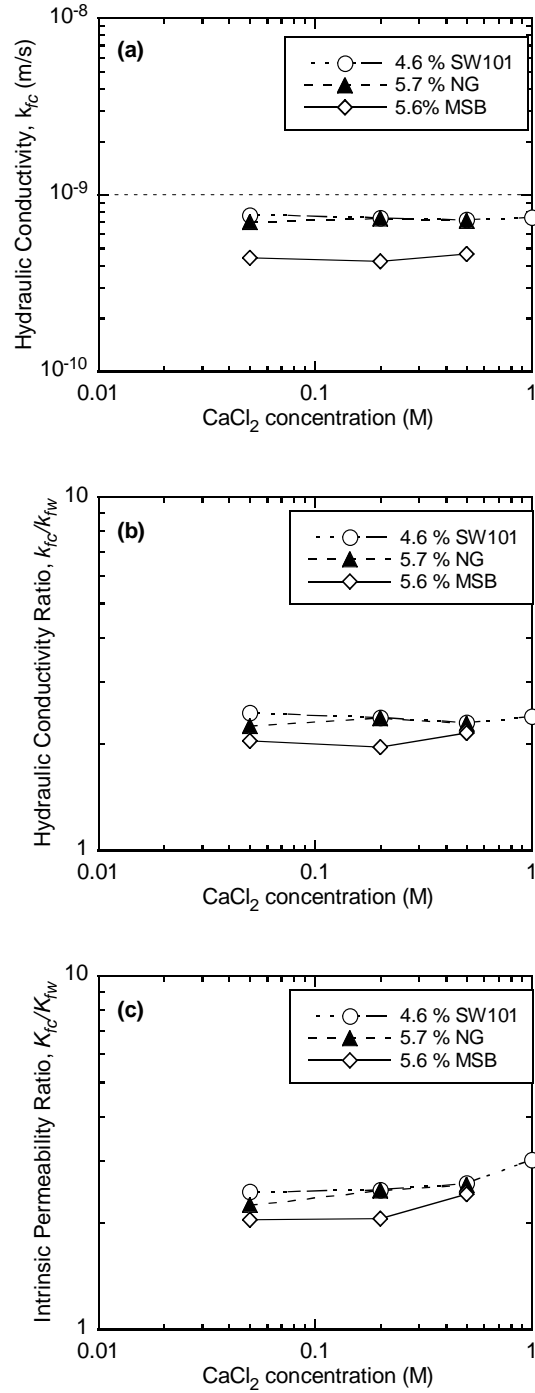 10⁻⁸
(a)
4.6 % SW101
5.7 % NG
5.6% MSB
Hydraulic Conductivity, k_fc (m/s)
10⁻⁹
10⁻¹⁰
0.01 0.1 1
CaCl₂ concentration (M)
10
(b)
4.6 % SW101
5.7 % NG
5.6 % MSB
Hydraulic Conductivity Ratio, k_fc/k_fw
1
0.01 0.1 1
CaCl₂ concentration (M)
10
(c)
4.6 % SW101
5.7 % NG
5.6 % MSB
Intrinsic Permeability Ratio, K_fc/K_fw
1
0.01 0.1 1
CaCl₂ concentration (M)